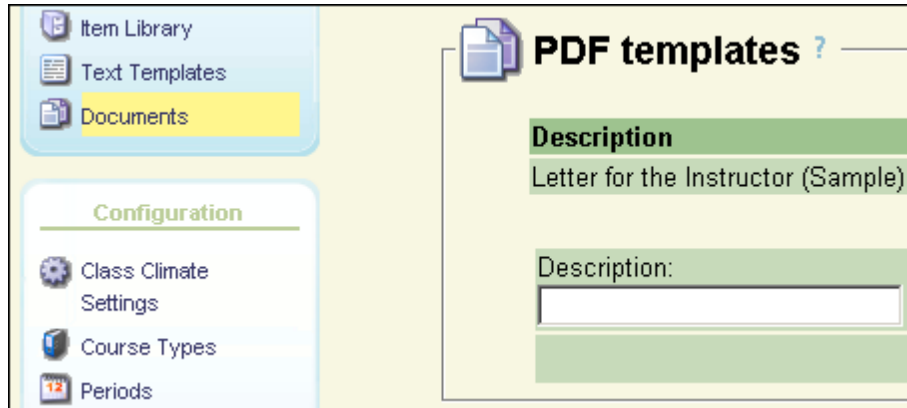 Item Library
Text Templates
Documents
Configuration
Class Climate
Settings
Course Types
12
Periods
PDF templates ?
Description
Letter for the Instructor (Sample)
Description: